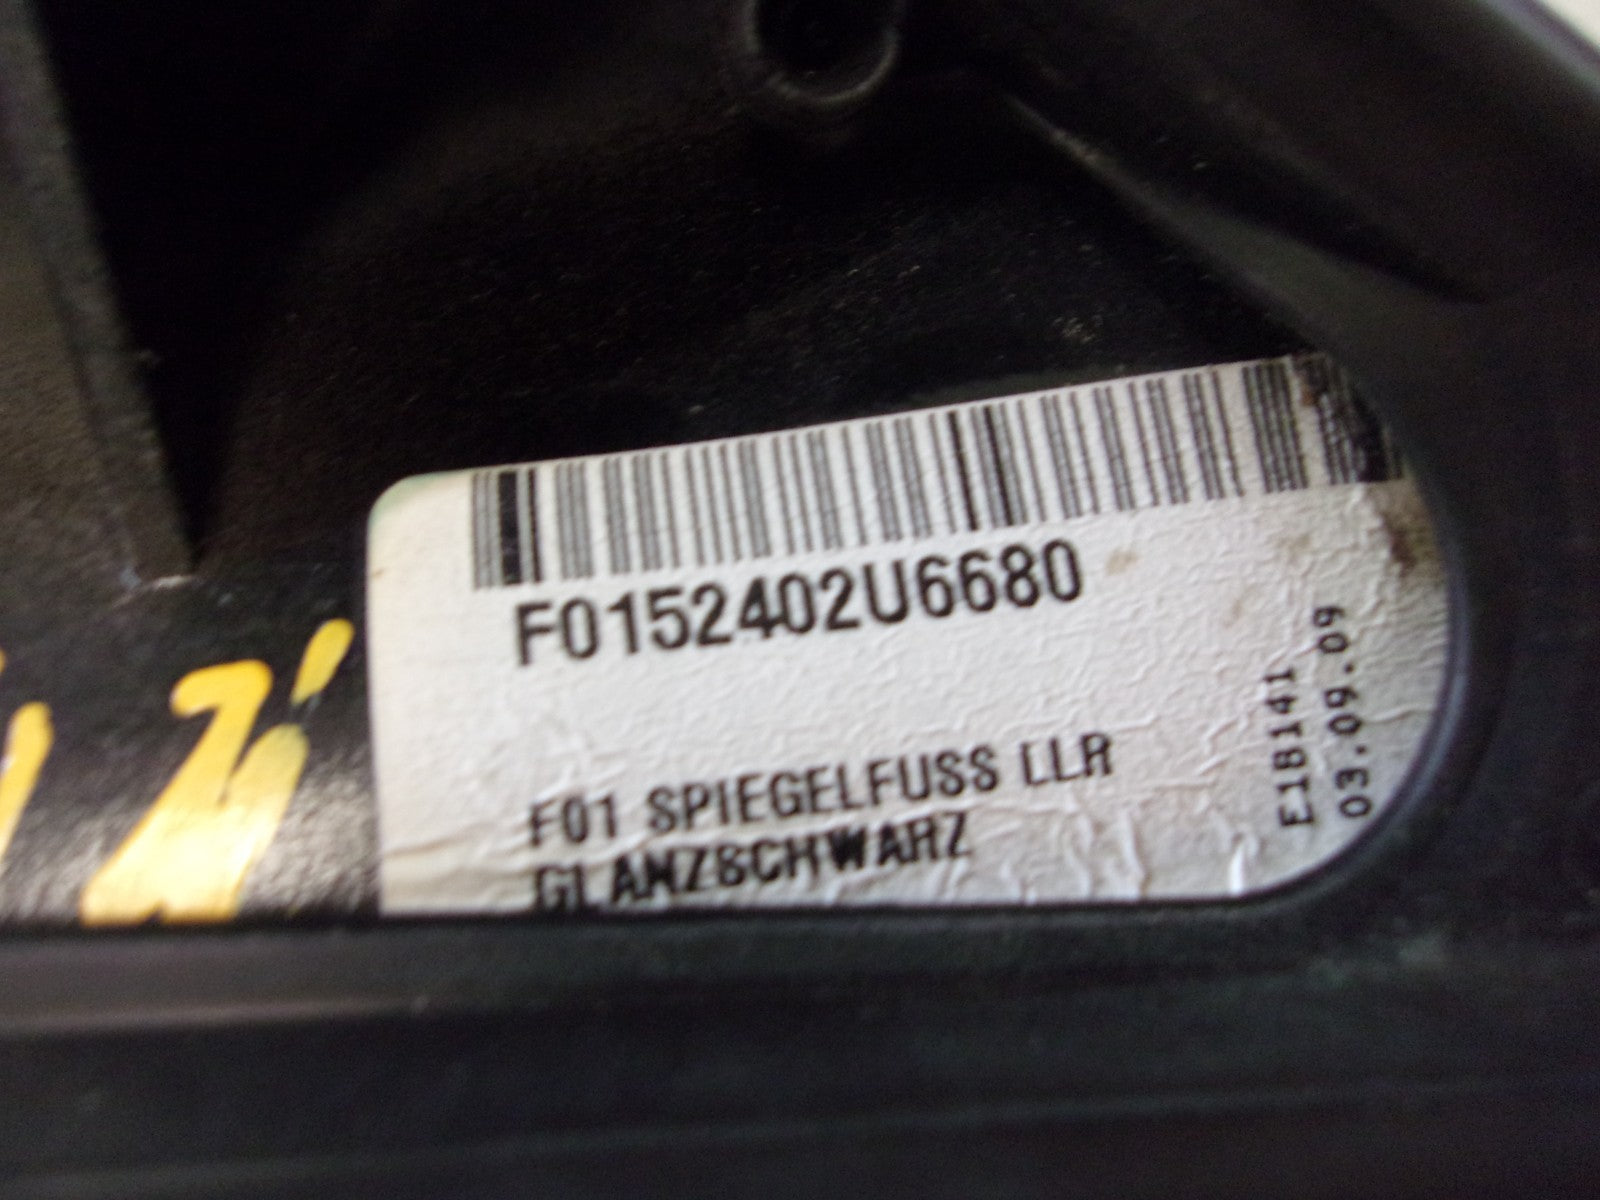 F0152402U6680
F01 SPIEGELFUSS LLR
GLANZSCHWARZ
E18141
03.09.09